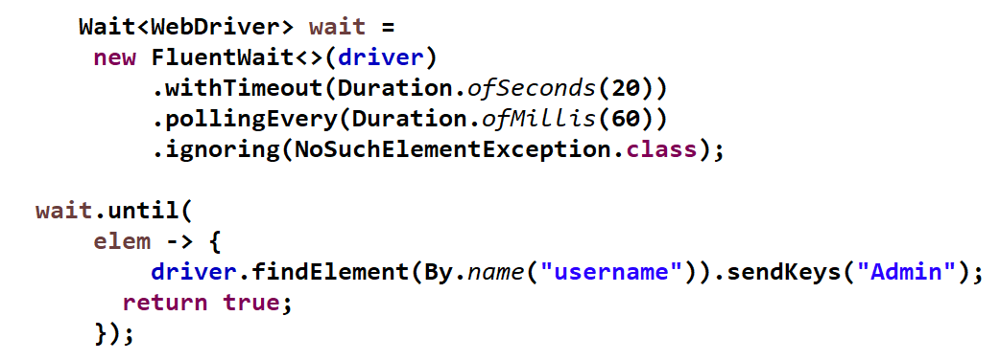 Wait<WebDriver> wait =
new FluentWait<>(driver)
.withTimeout(Duration.ofSeconds(20))
.pollingEvery(Duration.ofMillis(60))
.ignoring(NoSuchElementException.class);
wait.until(
elem -> {
driver.findElement(By.name("username")).sendKeys("Admin");
return true;
});